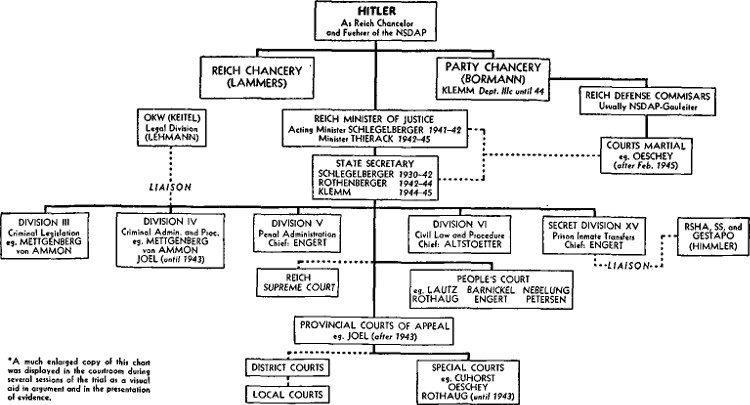 HITLER
As Reich Chancelor
and Fuehrer of the NSDAP
REICH CHANCERY
(LAMMERS)
PARTY CHANCERY
(BORMANN)
KLEMM Dept. IIIc until 44
REICH DEFENSE COMMISARS
Usually NSDAP-Gauleiter
OKW (KEITEL)
Legal Division
(LEHMANN)
REICH MINISTER OF JUSTICE
Acting Minister SCHLEGELBERGER 1941-42
Minister THIERACK 1942-45
COURTS MARTIAL
eg. OESCHEY
(after Feb. 1945)
STATE SECRETARY
SCHLEGELBERGER 1930-42
ROTHENBERGER 1942-44
KLEMM 1944-45
LIAISON
DIVISION III
Criminal Legislation
eg. METTGENBERG
von AMMON
DIVISION IV
Criminal Admin. and Proc.
eg. METTGENBERG
von AMMON
JOEL (until 1943)
DIVISION V
Penal Administration
Chief: ENGERT
DIVISION VI
Civil Law and Procedure
Chief: ALTSTOETTER
SECRET DIVISION XV
Prison Inmate Transfers
Chief: ENGERT
RSHA, SS, and
GESTAPO
(HIMMLER)
LIAISON
REICH
SUPREME COURT
PEOPLE'S COURT
eg. LAUTZ BARNICKEL NEBELUNG
ROTHAUG ENGERT PETERSEN
PROVINCIAL COURTS OF APPEAL
eg. JOEL (after 1943)
DISTRICT COURTS
LOCAL COURTS
SPECIAL COURTS
eg. CUHORST
OESCHEY
ROTHAUG (until 1943)
*A much enlarged copy of this chart
was displayed in the courtroom during
several sessions of the trial as a visual
aid in argument and in the presentation
of evidence.